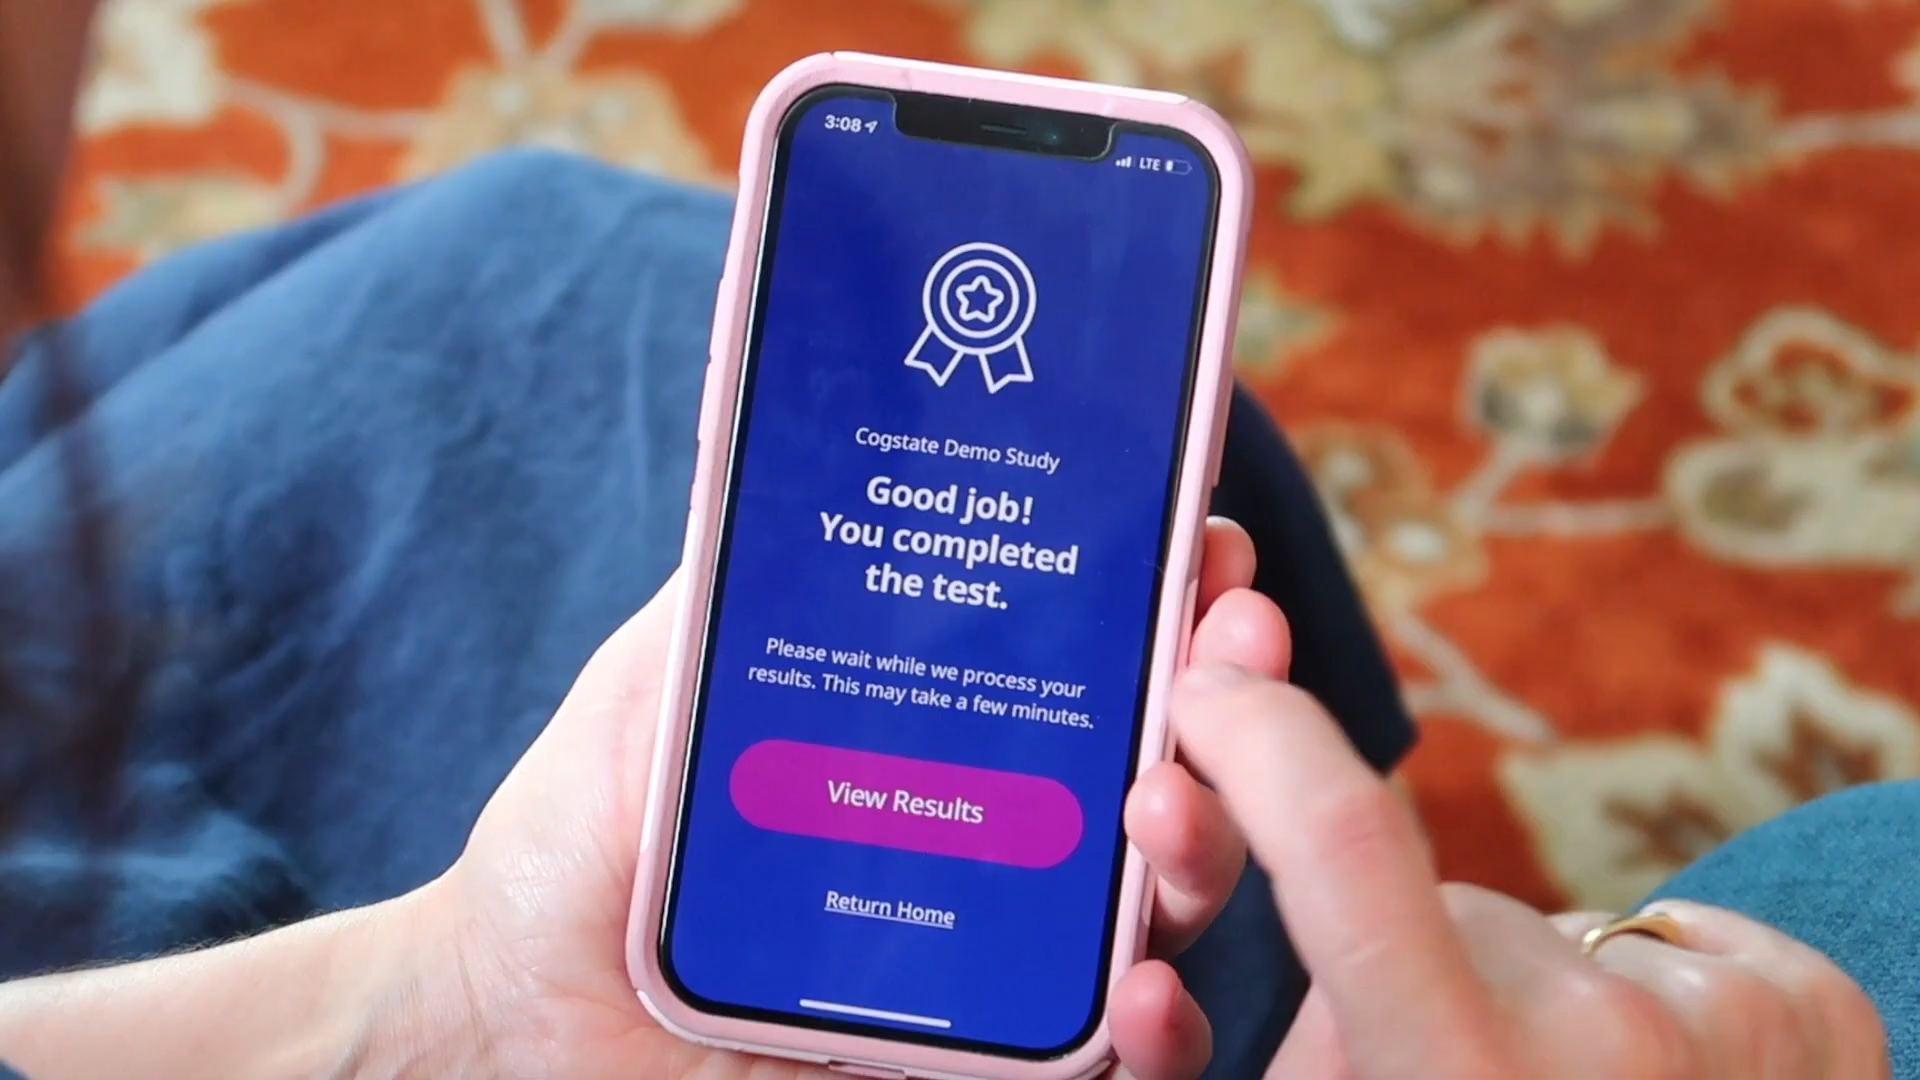 3:08
LTE
Cogstate Demo Study
Good job!
You completed
the test.
Please wait while we process your
results. This may take a few minutes.
View Results
Return Home